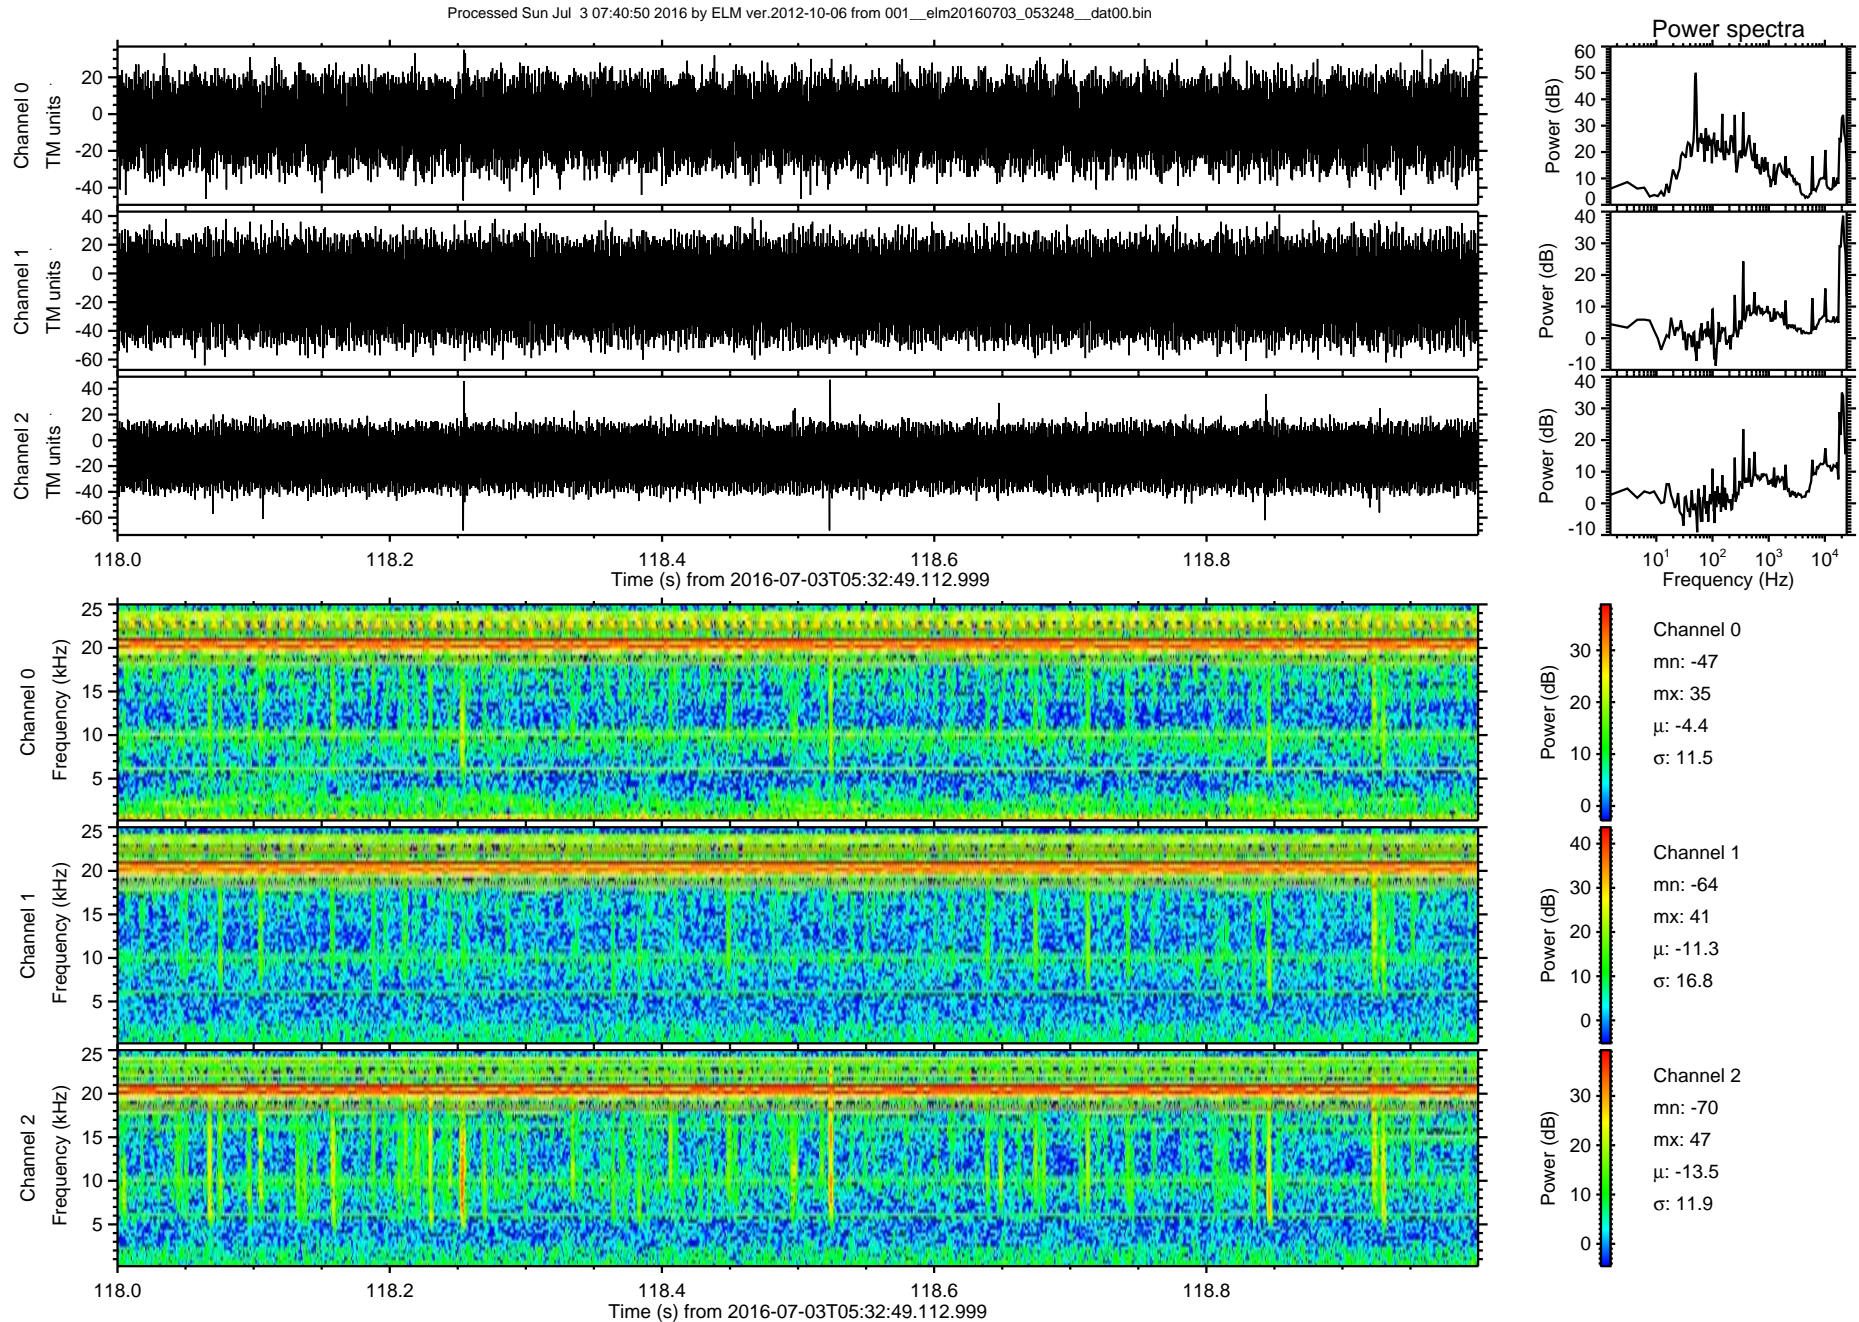 Processed Sun Jul 3 07:40:50 2016 by ELM ver.2012-10-06 from 001__elm20160703_053248__dat00.bin
Power spectra
Channel 0
TM units
20
0
-20
-40
Power (dB)
60
50
40
30
20
10
0
Channel 1
TM units
40
20
0
-20
-40
-60
Power (dB)
40
30
20
10
0
-10
Channel 2
TM units
40
20
0
-20
-40
-60
Power (dB)
40
30
20
10
0
-10
118.0 118.2 118.4 118.6 118.8
Time (s) from 2016-07-03T05:32:49.112.999
10^1 10^2 10^3 10^4
Frequency (Hz)
Channel 0
Frequency (kHz)
25
20
15
10
5
Power (dB)
30
20
10
0
Channel 0
mn: -47
mx: 35
μ: -4.4
σ: 11.5
Channel 1
Frequency (kHz)
25
20
15
10
5
Power (dB)
40
30
20
10
0
Channel 1
mn: -64
mx: 41
μ: -11.3
σ: 16.8
Channel 2
Frequency (kHz)
25
20
15
10
5
Power (dB)
30
20
10
0
Channel 2
mn: -70
mx: 47
μ: -13.5
σ: 11.9
118.0 118.2 118.4 118.6 118.8
Time (s) from 2016-07-03T05:32:49.112.999